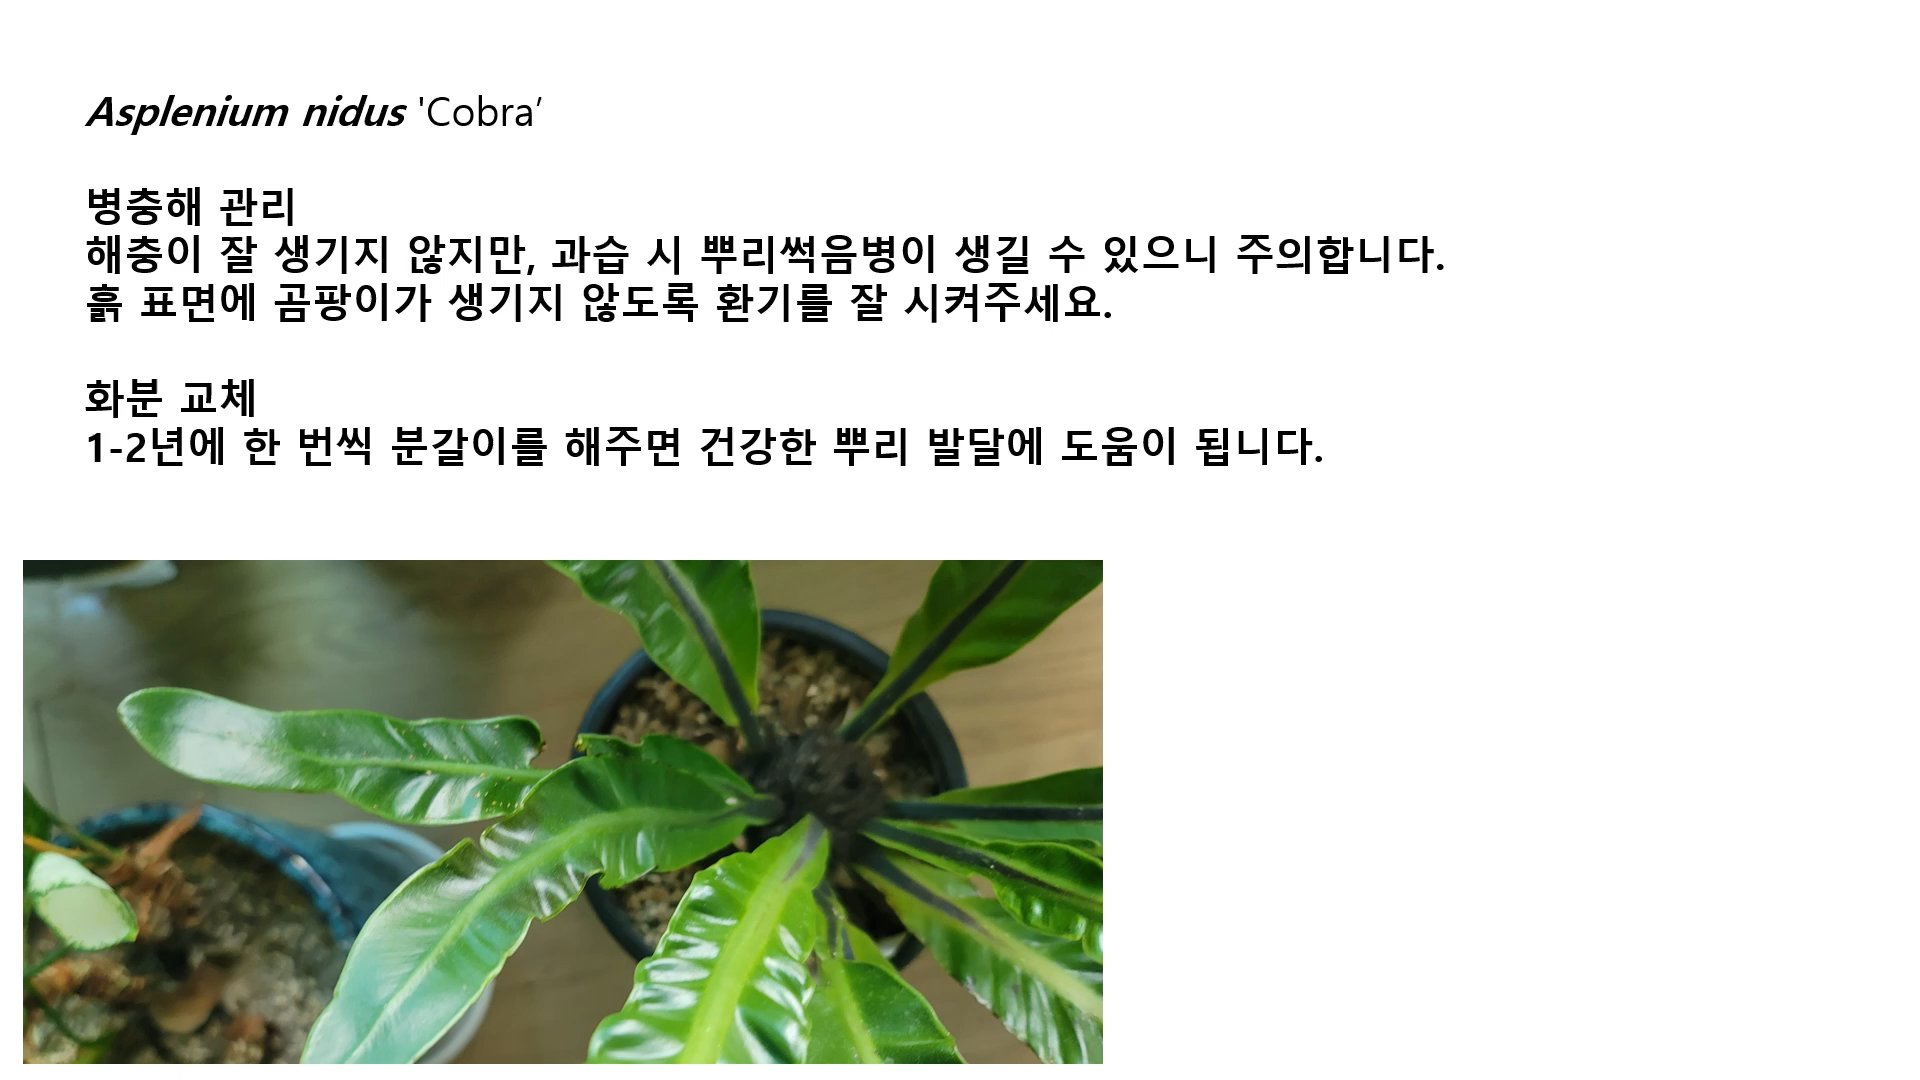 Asplenium nidus 'Cobra’
병충해 관리
해충이 잘 생기지 않지만, 과습 시 뿌리썩음병이 생길 수 있으니 주의합니다.
흙 표면에 곰팡이가 생기지 않도록 환기를 잘 시켜주세요.
화분 교체
1-2년에 한 번씩 분갈이를 해주면 건강한 뿌리 발달에 도움이 됩니다.